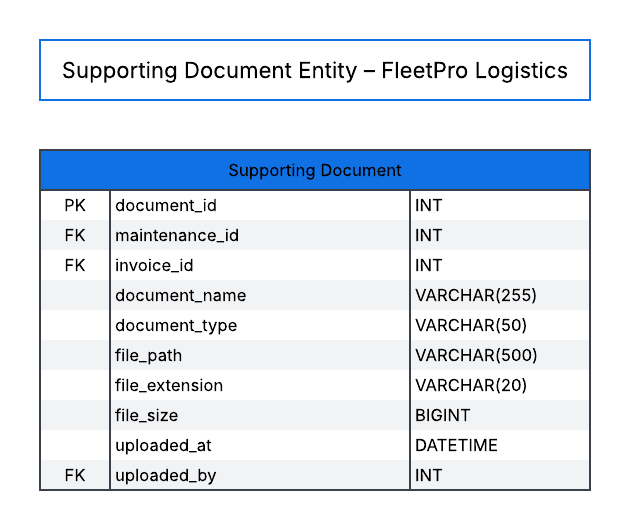 Supporting Document Entity – FleetPro Logistics
Supporting Document
PK document_id INT
FK maintenance_id INT
FK invoice_id INT
document_name VARCHAR(255)
document_type VARCHAR(50)
file_path VARCHAR(500)
file_extension VARCHAR(20)
file_size BIGINT
uploaded_at DATETIME
FK uploaded_by INT